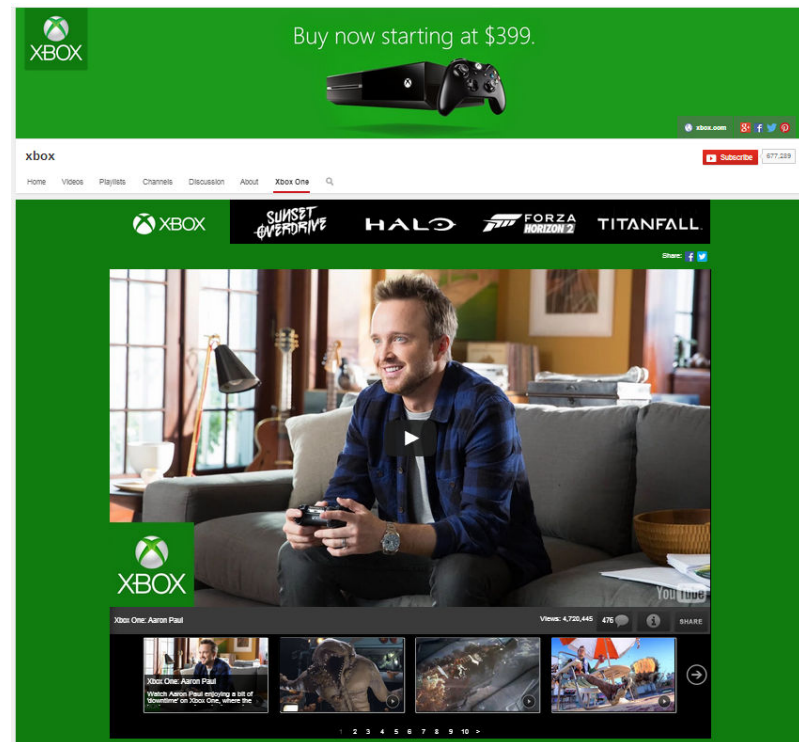 XBOX
Buy now starting at $399.
xbox.com
xbox
Subscribe 677,289
Home Videos Playlists Channels Discussion About Xbox One
XBOX SUNSET OVERDRIVE HALO FORZA HORIZON 2 TITANFALL
Share:
XBOX
YouTube
Xbox One: Aaron Paul Views: 4,720,445 476 SHARE
Xbox One: Aaron Paul
Watch Aaron Paul enjoying a bit of
'downtime' on Xbox One, where the
1 2 3 4 5 6 7 8 9 10 >